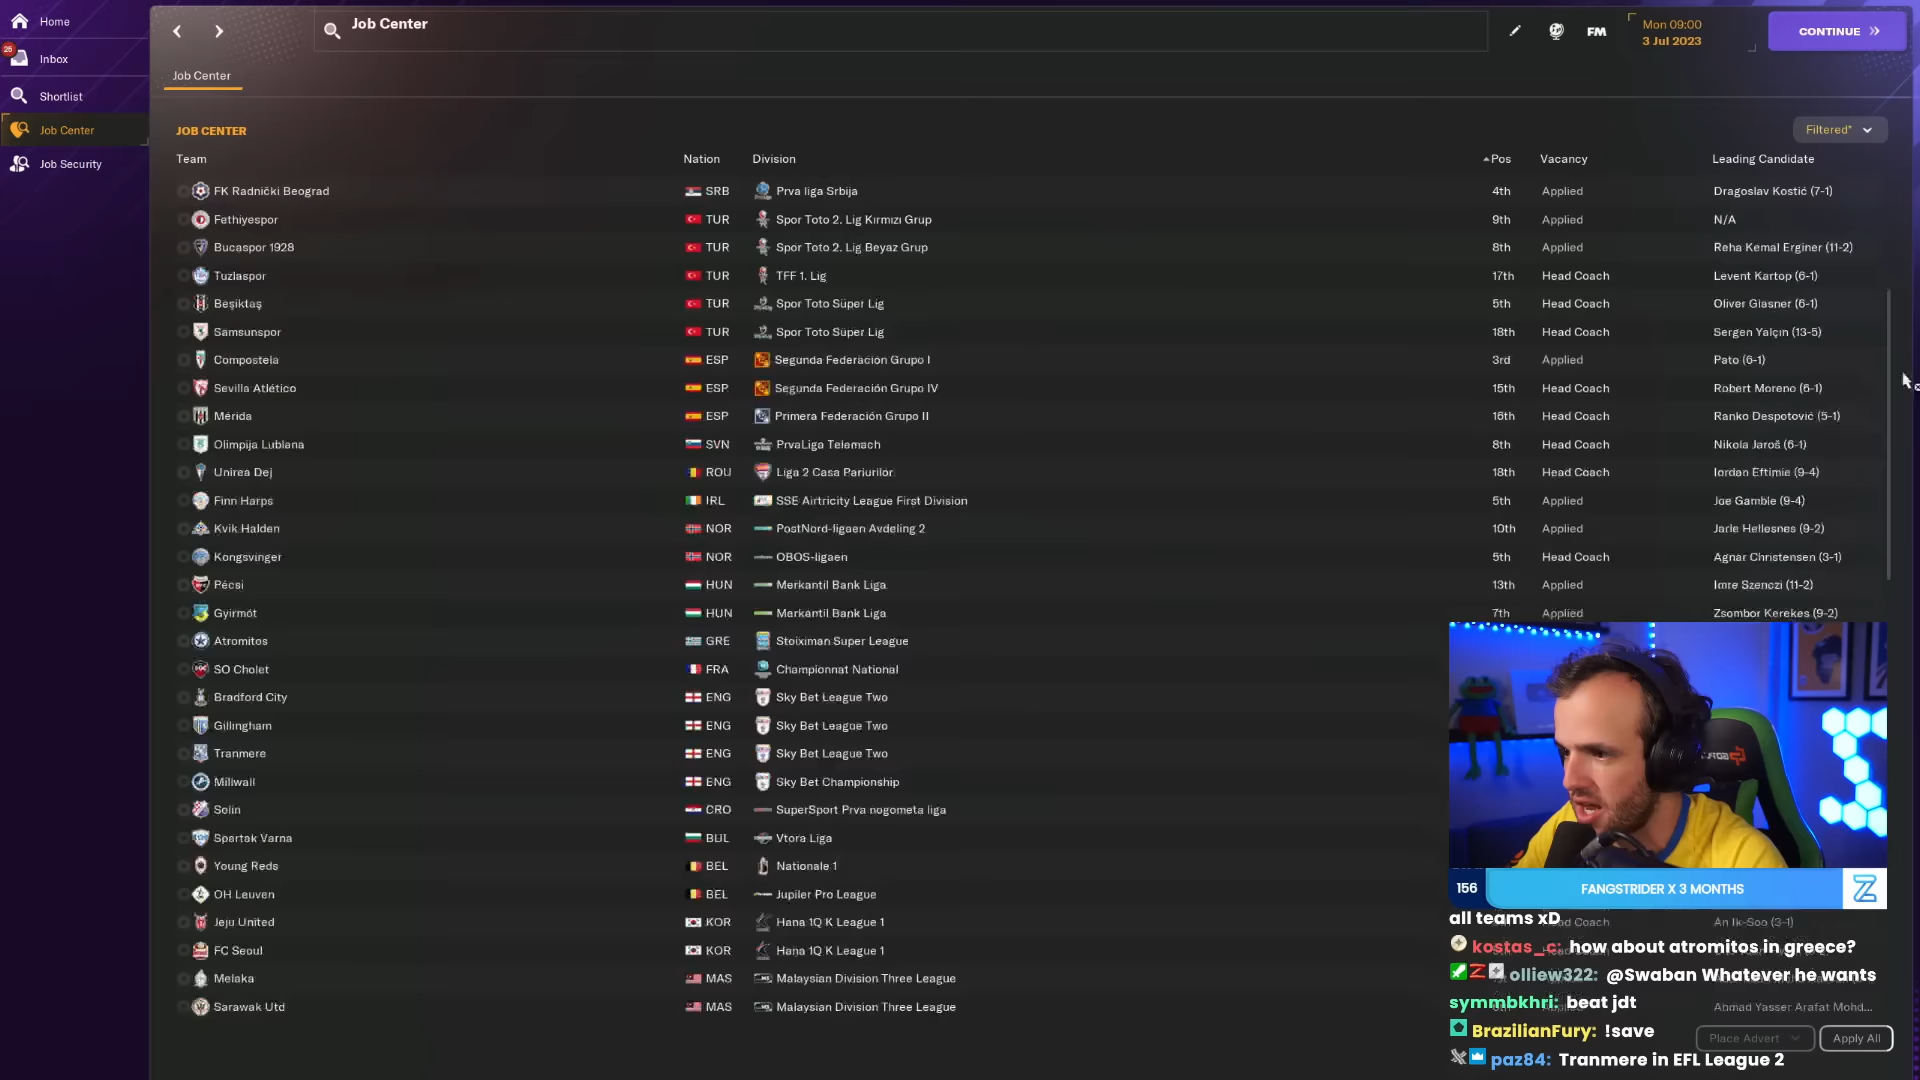 Home
Inbox
25
Shortlist
Job Center
Job Security
Job Center
FM
Mon 09:00
3 Jul 2023
CONTINUE
Job Center
JOB CENTER
Filtered*
Team Nation Division Pos Vacancy Leading Candidate
FK Radnički Beograd SRB Prva liga Srbija 4th Applied Dragoslav Kostić (7-1)
Fethiyespor TUR Spor Toto 2. Lig Kırmızı Grup 9th Applied N/A
Bucaspor 1928 TUR Spor Toto 2. Lig Beyaz Grup 8th Applied Reha Kemal Erginer (11-2)
Tuzlaspor TUR TFF 1. Lig 17th Head Coach Levent Kartop (6-1)
Beşiktaş TUR Spor Toto Süper Lig 5th Head Coach Oliver Glasner (6-1)
Samsunspor TUR Spor Toto Süper Lig 18th Head Coach Sergen Yalçın (13-5)
Compostela ESP Segunda Federación Grupo I 3rd Applied Pato (6-1)
Sevilla Atlético ESP Segunda Federación Grupo IV 15th Head Coach Robert Moreno (6-1)
Mérida ESP Primera Federación Grupo II 16th Head Coach Ranko Despotović (5-1)
Olimpija Lublana SVN PrvaLiga Telemach 8th Head Coach Nikola Jaroš (6-1)
Unirea Dej ROU Liga 2 Casa Pariurilor 18th Head Coach Iordan Eftimie (9-4)
Finn Harps IRL SSE Airtricity League First Division 5th Applied Joe Gamble (9-4)
Kvik Halden NOR PostNord-ligaen Avdeling 2 10th Applied Jarle Hellesnes (9-2)
Kongsvinger NOR OBOS-ligaen 5th Head Coach Agnar Christensen (3-1)
Pécsi HUN Merkantil Bank Liga 13th Applied Imre Szenczi (11-2)
Gyirmót HUN Merkantil Bank Liga 7th Applied Zsombor Kerekes (9-2)
Atromitos GRE Stoiximan Super League
SO Cholet FRA Championnat National
Bradford City ENG Sky Bet League Two
Gillingham ENG Sky Bet League Two
Tranmere ENG Sky Bet League Two
Millwall ENG Sky Bet Championship
Solin CRO SuperSport Prva nogometa liga
Spartak Varna BUL Vtora Liga
Young Reds BEL Nationale 1
OH Leuven BEL Jupiler Pro League
Jeju United KOR Hana 1Q K League 1 Head Coach An Ik-Soo (3-1)
FC Seoul KOR Hana 1Q K League 1
Melaka MAS Malaysian Division Three League
Sarawak Utd MAS Malaysian Division Three League Applied Ahmad Yasser Arafat Mohd...
156 FANGSTRIDER X 3 MONTHS
all teams xD
kostas_c: how about atromitos in greece?
olliew322: @Swaban Whatever he wants
symmbkhri: beat jdt
BrazilianFury: !save
paz84: Tranmere in EFL League 2
Place Advert
Apply All